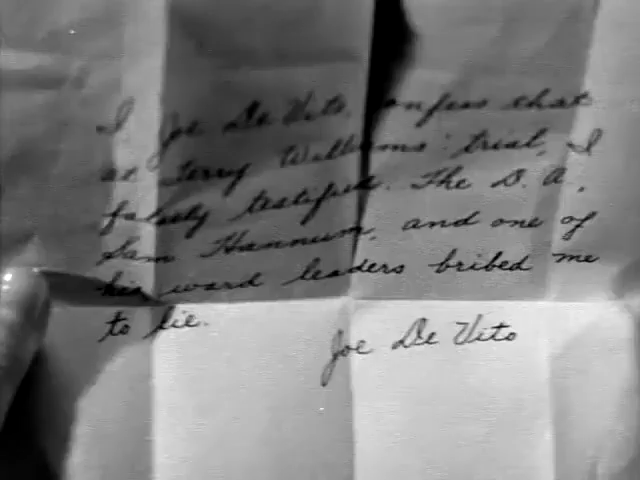 I Joe De Vito, confess that
at Terry Williams' trial, I
falsely testified. The D.A.,
Sam Hannum, and one of
his ward leaders bribed me
to lie.
Joe De Vito